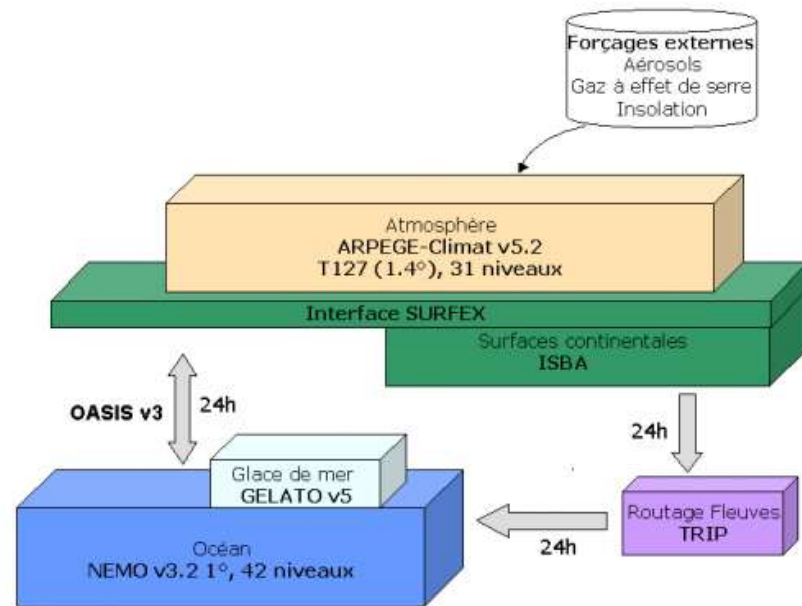 Forçages externes
Aérosols
Gaz à effet de serre
Insolation
Atmosphère
ARPEGE-Climat v5.2
T127 (1.4°), 31 niveaux
Interface SURFEX
Surfaces continentales
ISBA
OASIS v3
24h
24h
Glace de mer
GELATO v5
Routage Fleuves
TRIP
24h
Océan
NEMO v3.2 1°, 42 niveaux